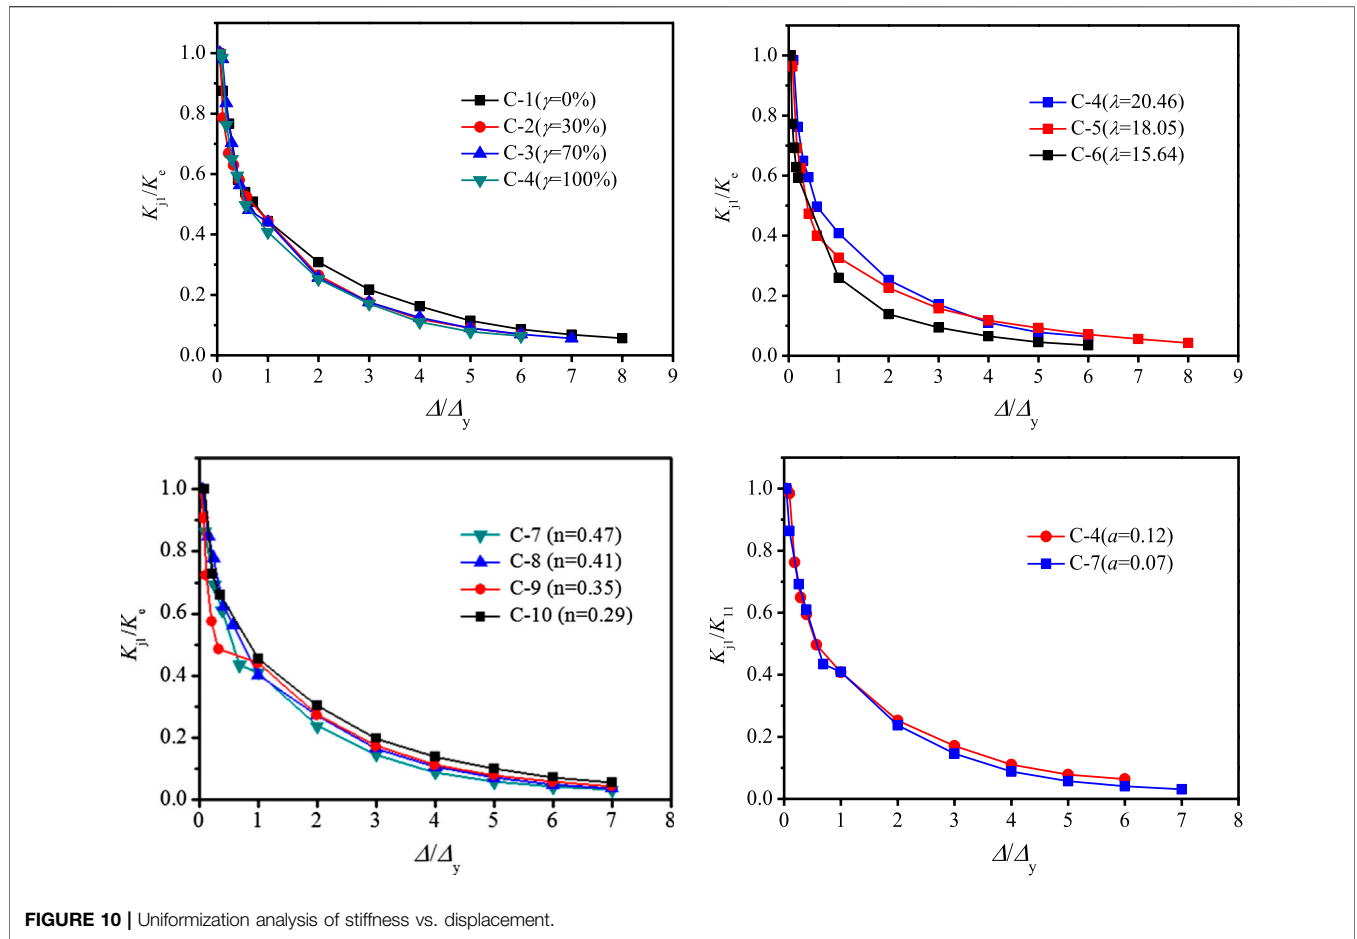 K_j1/K_e
1.0
0.8
0.6
0.4
0.2
0.0
C-1(γ=0%)
C-2(γ=30%)
C-3(γ=70%)
C-4(γ=100%)
0 1 2 3 4 5 6 7 8 9
Δ/Δ_y
K_j1/K_e
1.0
0.8
0.6
0.4
0.2
0.0
C-4(λ=20.46)
C-5(λ=18.05)
C-6(λ=15.64)
0 1 2 3 4 5 6 7 8 9
Δ/Δ_y
K_j1/K_e
1.0
0.8
0.6
0.4
0.2
0.0
C-7 (n=0.47)
C-8 (n=0.41)
C-9 (n=0.35)
C-10 (n=0.29)
0 1 2 3 4 5 6 7 8
Δ/Δ_y
K_j1/K_11
1.0
0.8
0.6
0.4
0.2
0.0
C-4(a=0.12)
C-7(a=0.07)
0 1 2 3 4 5 6 7 8
Δ/Δ_y
FIGURE 10 | Uniformization analysis of stiffness vs. displacement.